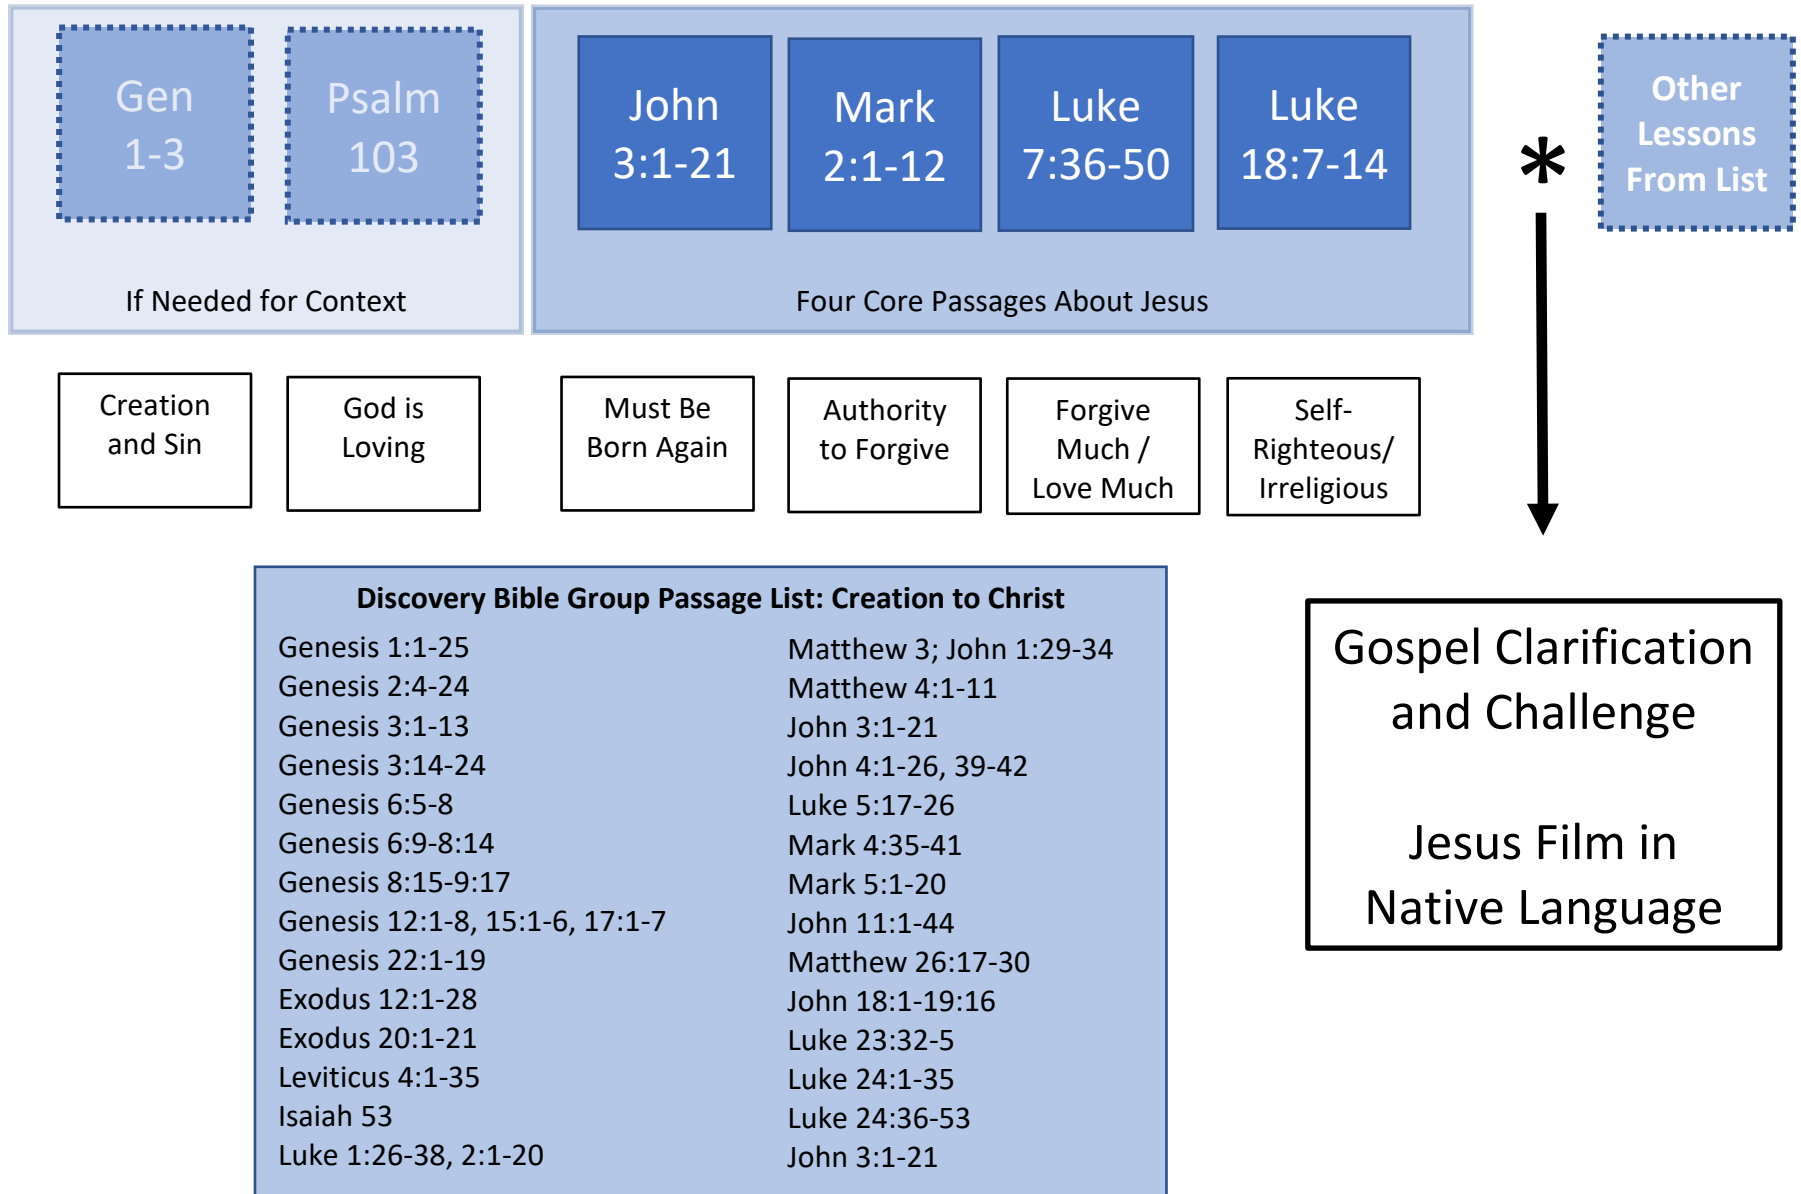 Gen
1-3
Psalm
103
If Needed for Context
John
3:1-21
Mark
2:1-12
Luke
7:36-50
Luke
18:7-14
Four Core Passages About Jesus
*
Other
Lessons
From List
Creation
and Sin
God is
Loving
Must Be
Born Again
Authority
to Forgive
Forgive
Much /
Love Much
Self-
Righteous/
Irreligious
Discovery Bible Group Passage List: Creation to Christ
Genesis 1:1-25
Genesis 2:4-24
Genesis 3:1-13
Genesis 3:14-24
Genesis 6:5-8
Genesis 6:9-8:14
Genesis 8:15-9:17
Genesis 12:1-8, 15:1-6, 17:1-7
Genesis 22:1-19
Exodus 12:1-28
Exodus 20:1-21
Leviticus 4:1-35
Isaiah 53
Luke 1:26-38, 2:1-20
Matthew 3; John 1:29-34
Matthew 4:1-11
John 3:1-21
John 4:1-26, 39-42
Luke 5:17-26
Mark 4:35-41
Mark 5:1-20
John 11:1-44
Matthew 26:17-30
John 18:1-19:16
Luke 23:32-5
Luke 24:1-35
Luke 24:36-53
John 3:1-21
Gospel Clarification
and Challenge
Jesus Film in
Native Language